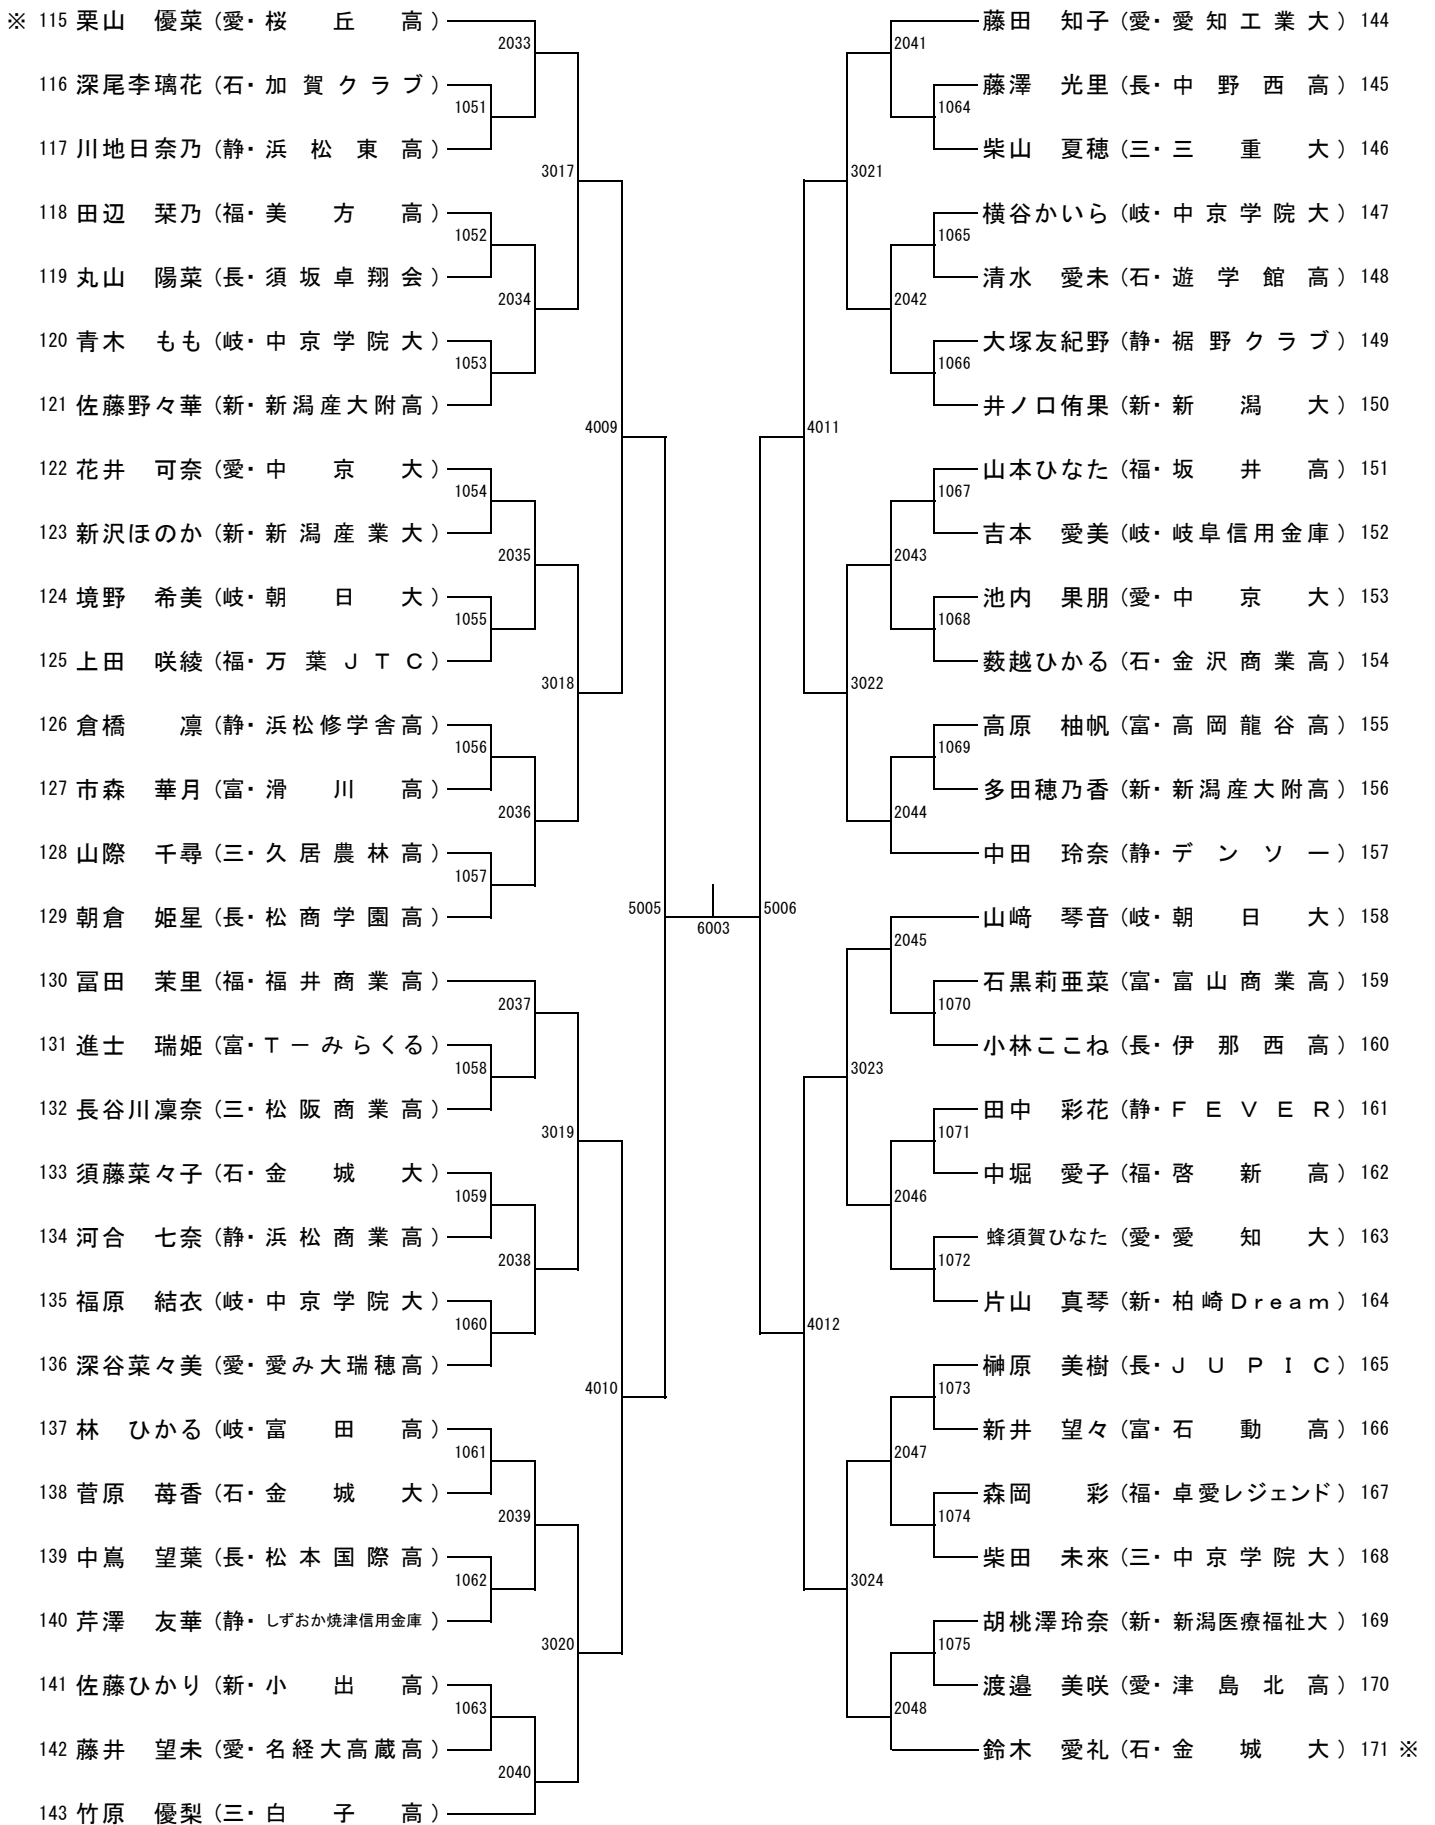 ※ 115 栗山　優菜 (愛・桜丘高)
2033
116 深尾李璃花 (石・加賀クラブ)
1051
117 川地日奈乃 (静・浜松東高)
3017
118 田辺　栞乃 (福・美方高)
1052
119 丸山　陽菜 (長・須坂卓翔会)
2034
120 青木　もも (岐・中京学院大)
1053
121 佐藤野々華 (新・新潟産大附高)
4009
122 花井　可奈 (愛・中京大)
1054
123 新沢ほのか (新・新潟産業大)
2035
124 境野　希美 (岐・朝日大)
1055
125 上田　咲綾 (福・万葉ＪＴＣ)
3018
126 倉橋　凛 (静・浜松修学舎高)
1056
127 市森　華月 (富・滑川高)
2036
128 山際　千尋 (三・久居農林高)
1057
129 朝倉　姫星 (長・松商学園高)
5005
6003
130 冨田　茉里 (福・福井商業高)
2037
131 進士　瑞姫 (富・Ｔ－みらくる)
1058
132 長谷川凜奈 (三・松阪商業高)
3019
133 須藤菜々子 (石・金城大)
1059
134 河合　七奈 (静・浜松商業高)
2038
135 福原　結衣 (岐・中京学院大)
1060
136 深谷菜々美 (愛・愛み大瑞穂高)
4010
137 林　ひかる (岐・富田高)
1061
138 菅原　苺香 (石・金城大)
2039
139 中嶌　望葉 (長・松本国際高)
1062
140 芹澤　友華 (静・しずおか焼津信用金庫)
3020
141 佐藤ひかり (新・小出高)
1063
142 藤井　望未 (愛・名経大高蔵高)
2040
143 竹原　優梨 (三・白子高)
藤田　知子 (愛・愛知工業大) 144
2041
藤澤　光里 (長・中野西高) 145
1064
柴山　夏穂 (三・三重大) 146
3021
横谷かいら (岐・中京学院大) 147
1065
清水　愛未 (石・遊学館高) 148
2042
大塚友紀野 (静・裾野クラブ) 149
1066
井ノ口侑果 (新・新潟大) 150
4011
山本ひなた (福・坂井高) 151
1067
吉本　愛美 (岐・岐阜信用金庫) 152
2043
池内　果朋 (愛・中京大) 153
1068
薮越ひかる (石・金沢商業高) 154
3022
高原　柚帆 (富・高岡龍谷高) 155
1069
多田穂乃香 (新・新潟産大附高) 156
2044
中田　玲奈 (静・デンソー) 157
5006
山﨑　琴音 (岐・朝日大) 158
2045
石黒莉亜菜 (富・富山商業高) 159
1070
小林ここね (長・伊那西高) 160
3023
田中　彩花 (静・ＦＥＶＥＲ) 161
1071
中堀　愛子 (福・啓新高) 162
2046
蜂須賀ひなた (愛・愛知大) 163
1072
片山　真琴 (新・柏崎Ｄｒｅａｍ) 164
4012
榊原　美樹 (長・ＪＵＰＩＣ) 165
1073
新井　望々 (富・石動高) 166
2047
森岡　彩 (福・卓愛レジェンド) 167
1074
柴田　未來 (三・中京学院大) 168
3024
胡桃澤玲奈 (新・新潟医療福祉大) 169
1075
渡邉　美咲 (愛・津島北高) 170
2048
鈴木　愛礼 (石・金城大) 171 ※